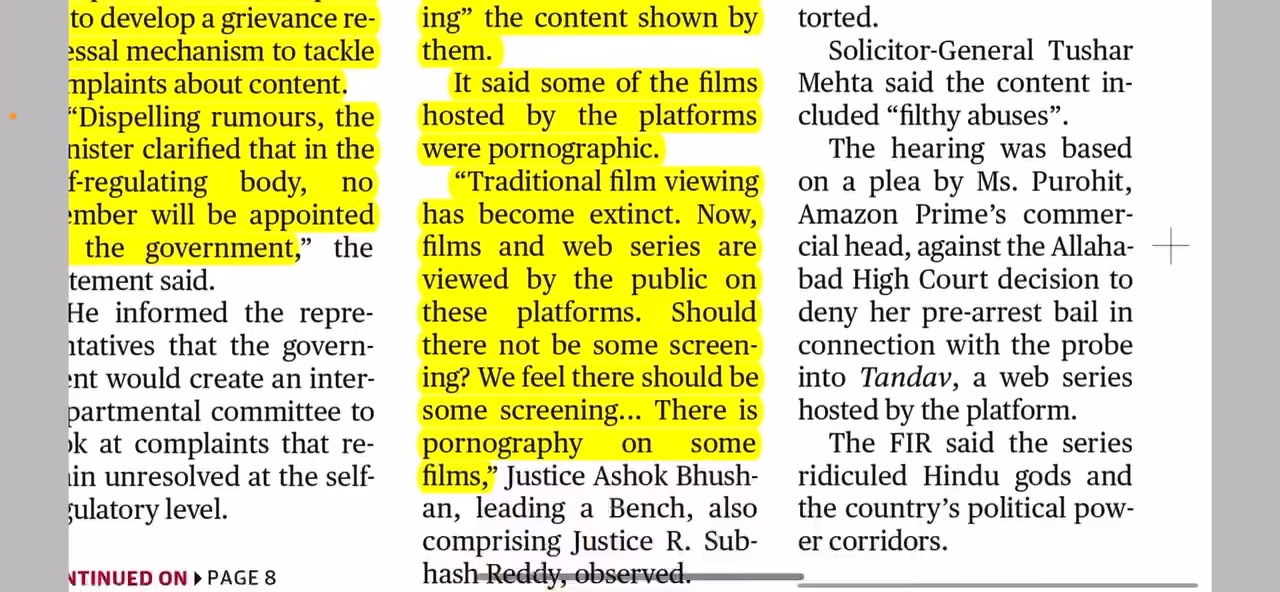 to develop a grievance re-
essal mechanism to tackle
mplaints about content.
“Dispelling rumours, the
nister clarified that in the
f-regulating body, no
ember will be appointed
the government,” the
tement said.
He informed the repre-
ntatives that the govern-
ent would create an inter-
partmental committee to
ok at complaints that re-
in unresolved at the self-
gulatory level.
NTINUED ON PAGE 8
ing” the content shown by
them.
It said some of the films
hosted by the platforms
were pornographic.
“Traditional film viewing
has become extinct. Now,
films and web series are
viewed by the public on
these platforms. Should
there not be some screen-
ing? We feel there should be
some screening... There is
pornography on some
films,” Justice Ashok Bhush-
an, leading a Bench, also
comprising Justice R. Sub-
hash Reddy, observed.
torted.
Solicitor-General Tushar
Mehta said the content in-
cluded “filthy abuses”.
The hearing was based
on a plea by Ms. Purohit,
Amazon Prime’s commer-
cial head, against the Allaha-
bad High Court decision to
deny her pre-arrest bail in
connection with the probe
into Tandav, a web series
hosted by the platform.
The FIR said the series
ridiculed Hindu gods and
the country’s political pow-
er corridors.